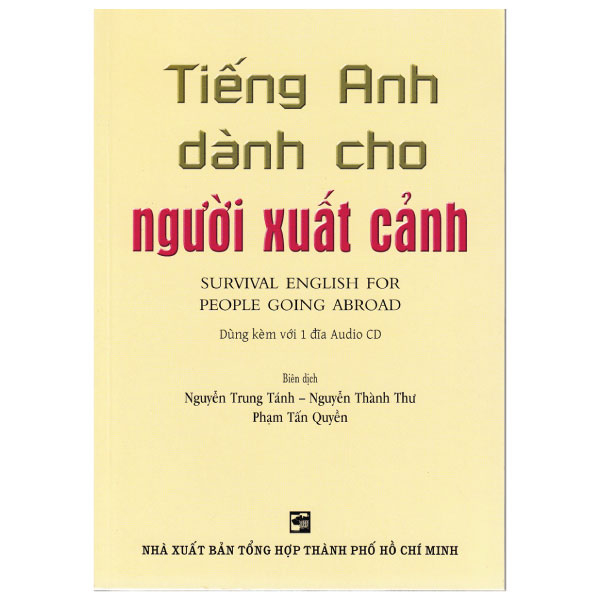 Tiếng Anh
dành cho
người xuất cảnh
SURVIVAL ENGLISH FOR
PEOPLE GOING ABROAD
Dùng kèm với 1 đĩa Audio CD
Biên dịch
Nguyễn Trung Tánh – Nguyễn Thành Thư
Phạm Tấn Quyền
NHÀ XUẤT BẢN TỔNG HỢP THÀNH PHỐ HỒ CHÍ MINH